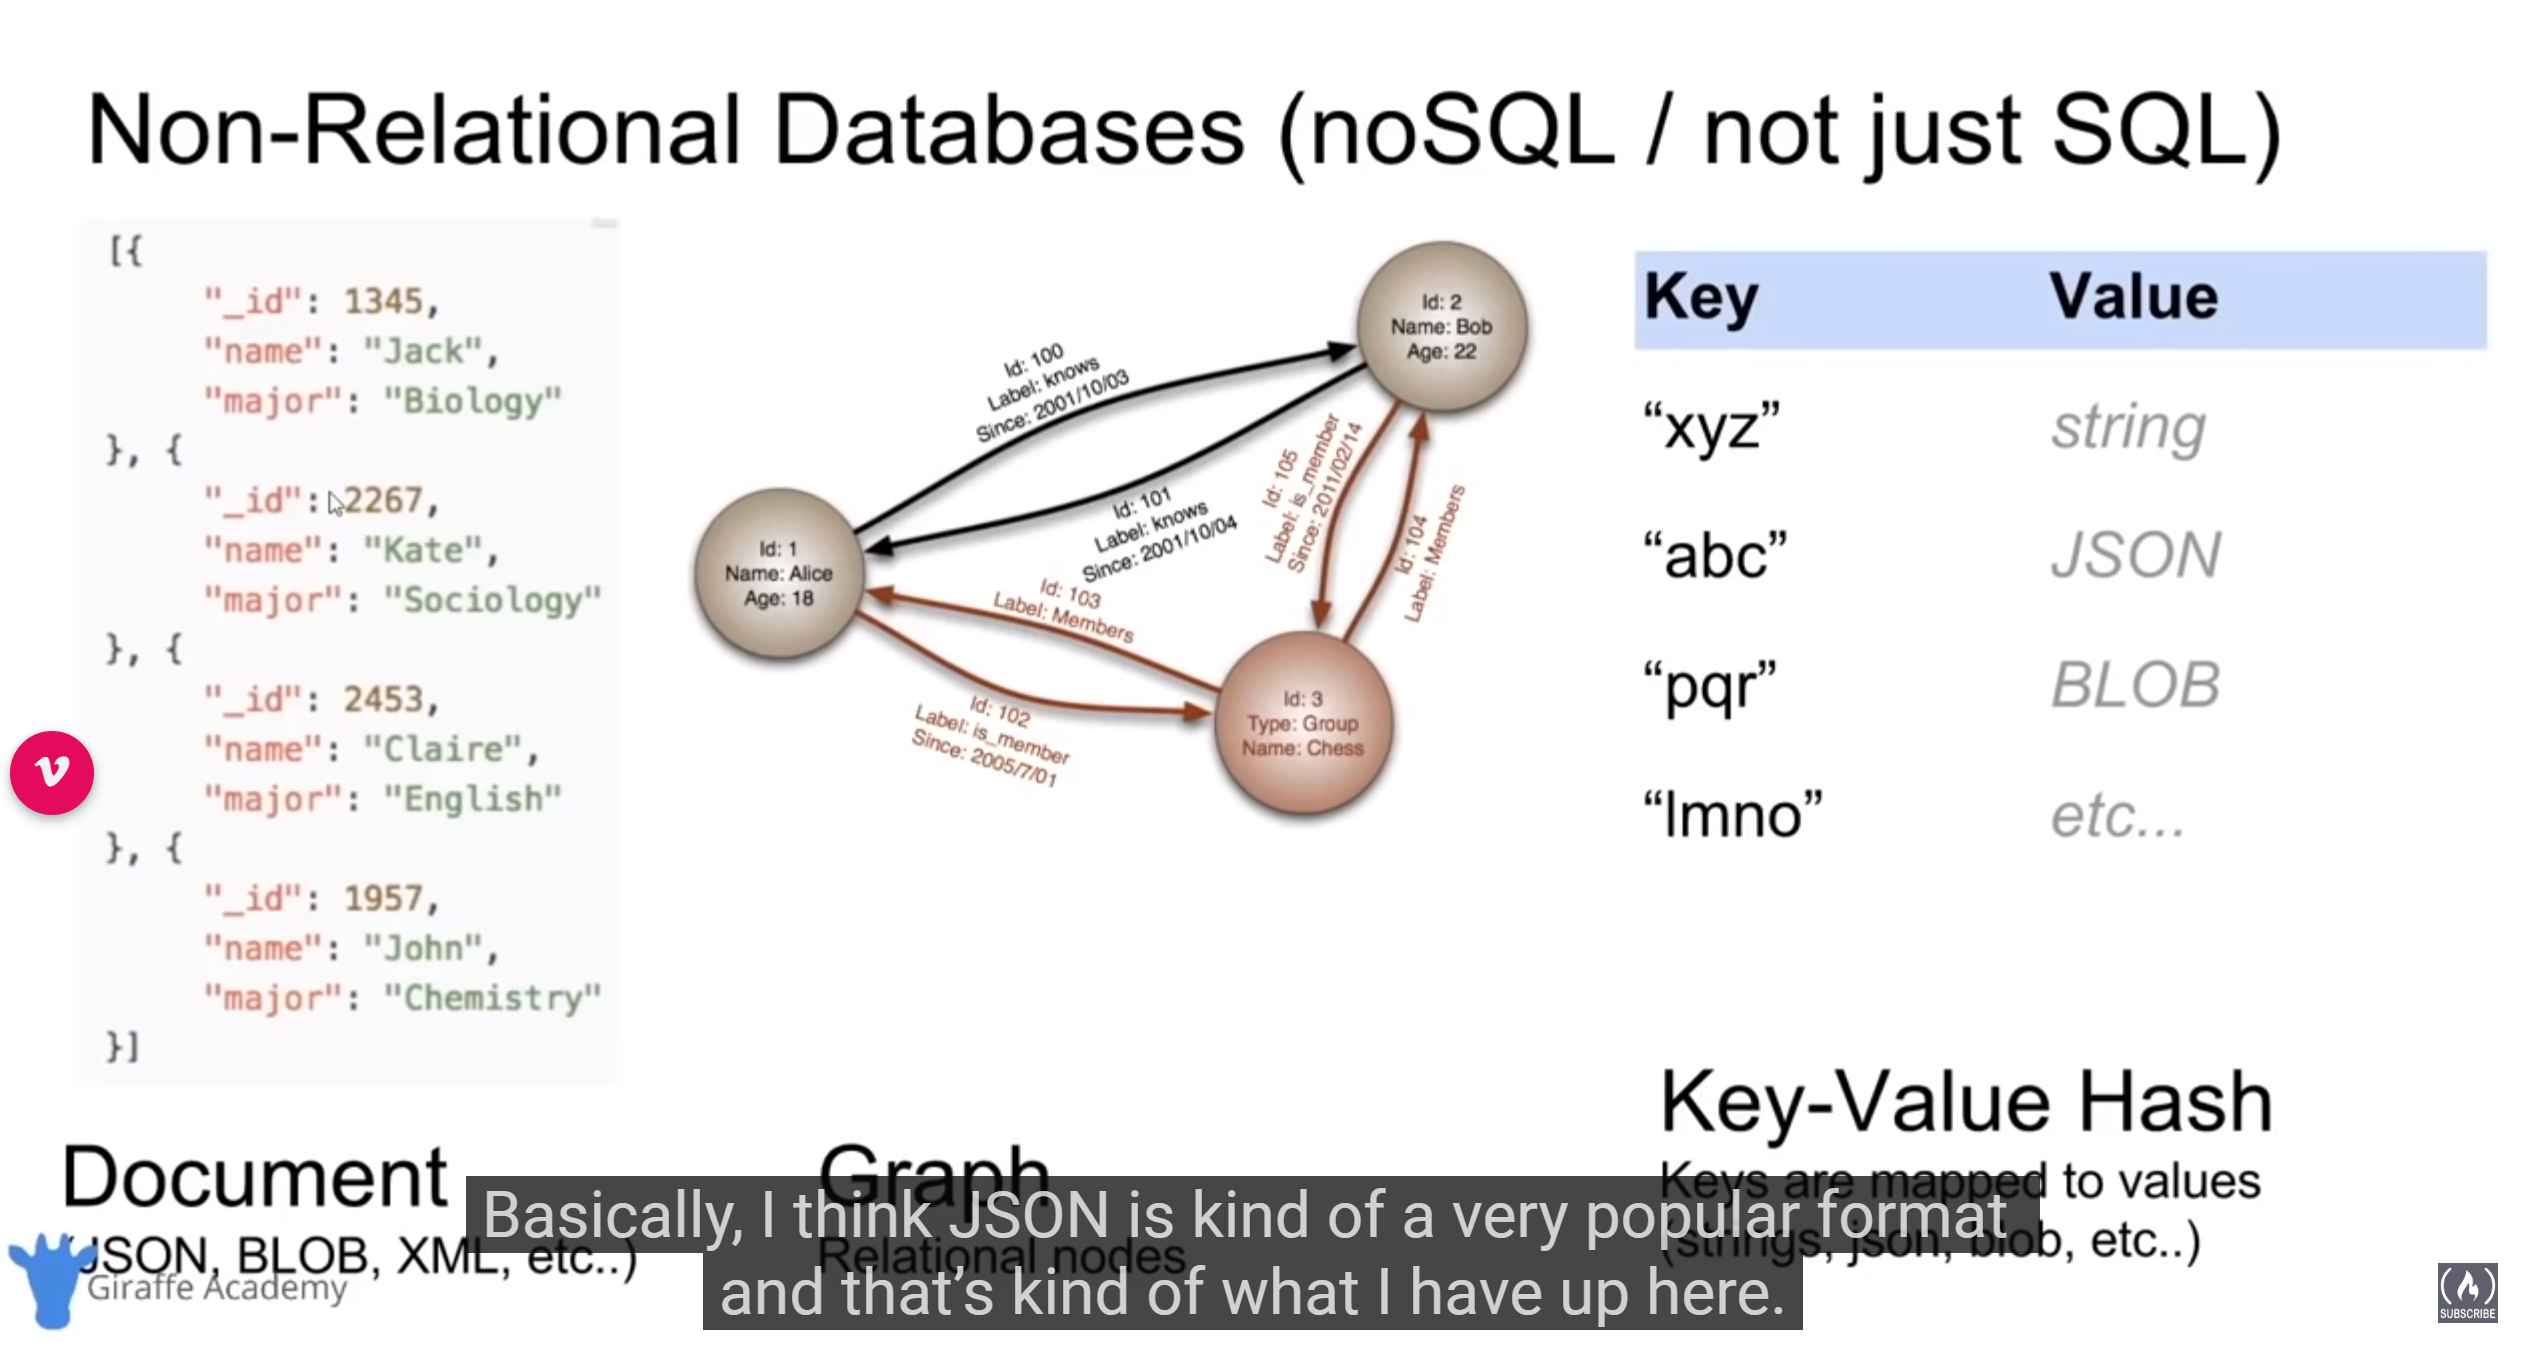 Non-Relational Databases (noSQL / not just SQL)
[{
"_id": 1345,
"name": "Jack",
"major": "Biology"
}, {
"_id": 2267,
"name": "Kate",
"major": "Sociology"
}, {
"_id": 2453,
"name": "Claire",
"major": "English"
}, {
"_id": 1957,
"name": "John",
"major": "Chemistry"
}]
Id: 2
Name: Bob
Age: 22
Id: 100
Label: knows
Since: 2001/10/03
Id: 101
Label: knows
Since: 2001/10/04
Id: 105
Label: is_member
Since: 2011/02/14
Id: 104
Label: Members
Id: 1
Name: Alice
Age: 18
Id: 103
Label: Members
Id: 102
Label: is_member
Since: 2005/7/01
Id: 3
Type: Group
Name: Chess
Key Value
“xyz” string
“abc” JSON
“pqr” BLOB
“lmno” etc...
Document
(JSON, BLOB, XML, etc..)
Graph
Relational nodes
Key-Value Hash
Keys are mapped to values
(strings, json, blob, etc..)
Giraffe Academy
Basically, I think JSON is kind of a very popular format
and that’s kind of what I have up here.
SUBSCRIBE